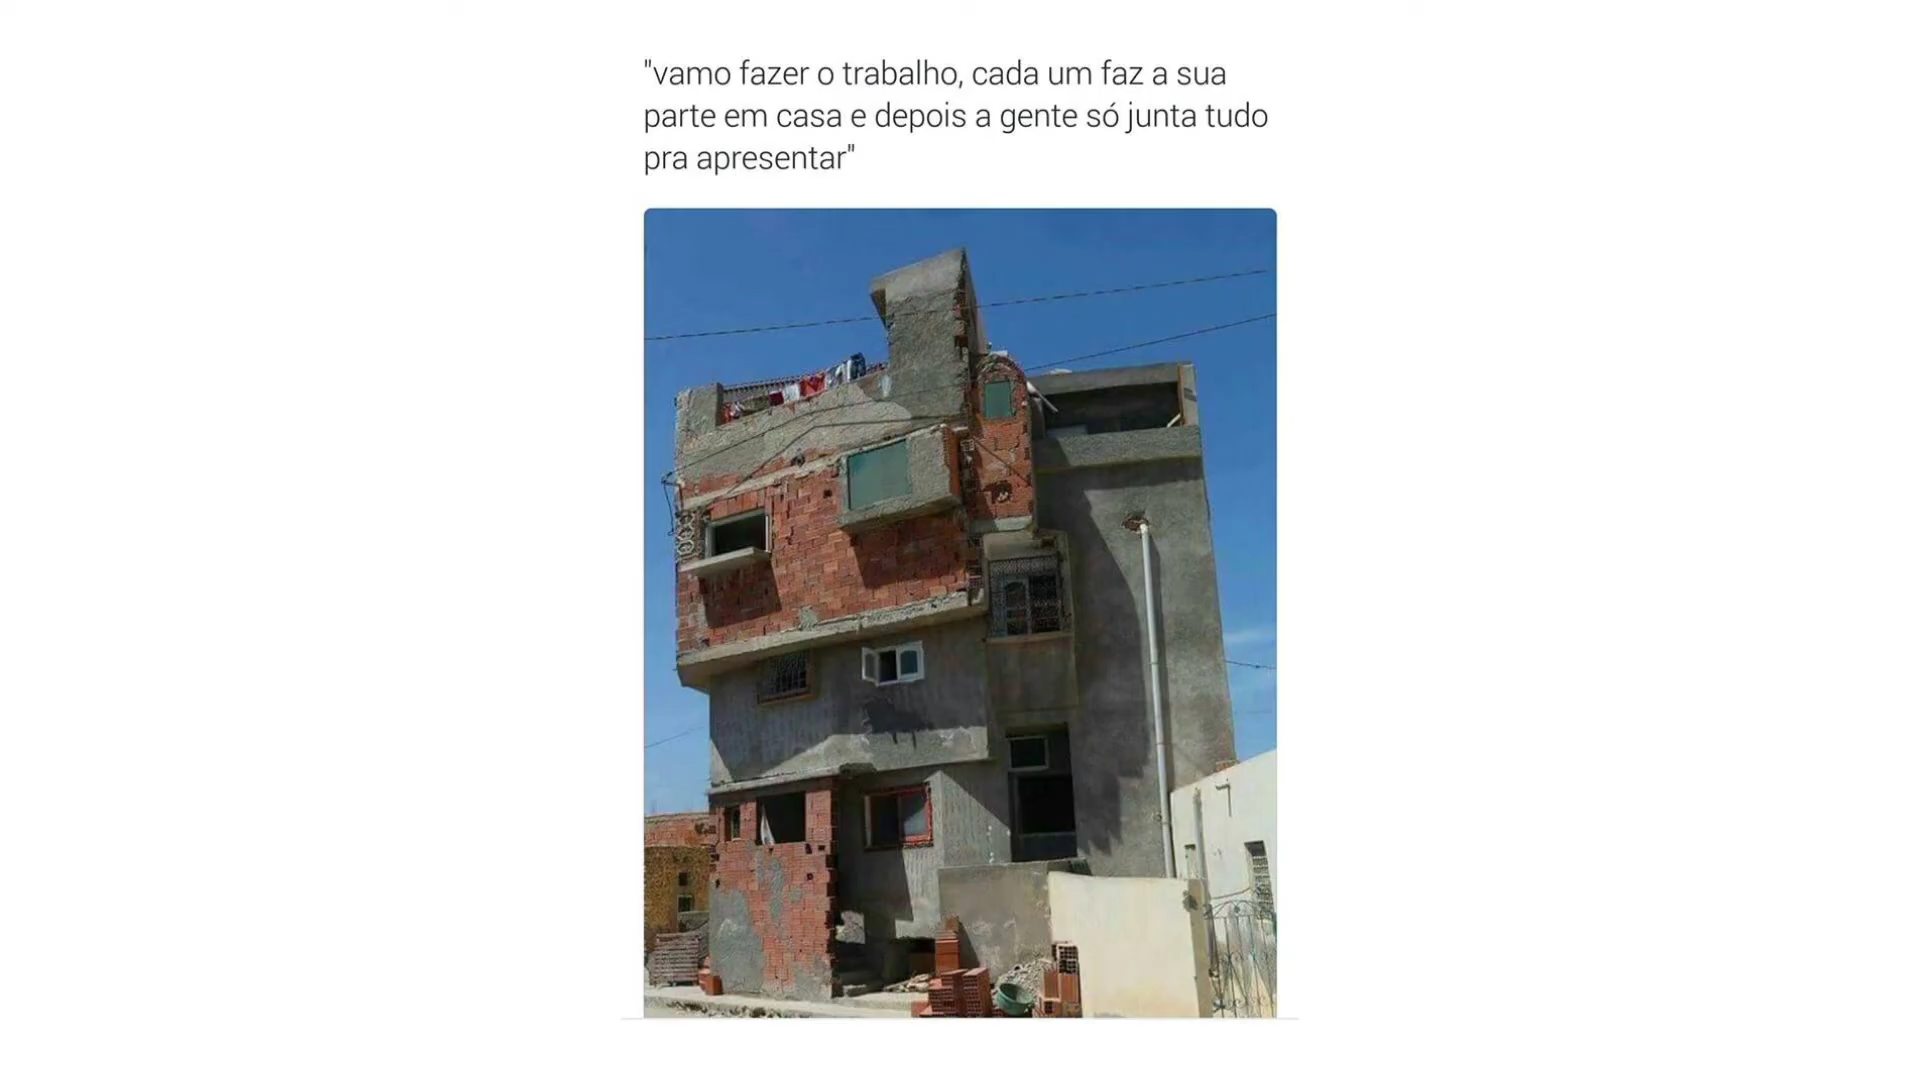 "vamo fazer o trabalho, cada um faz a sua
parte em casa e depois a gente só junta tudo
pra apresentar"